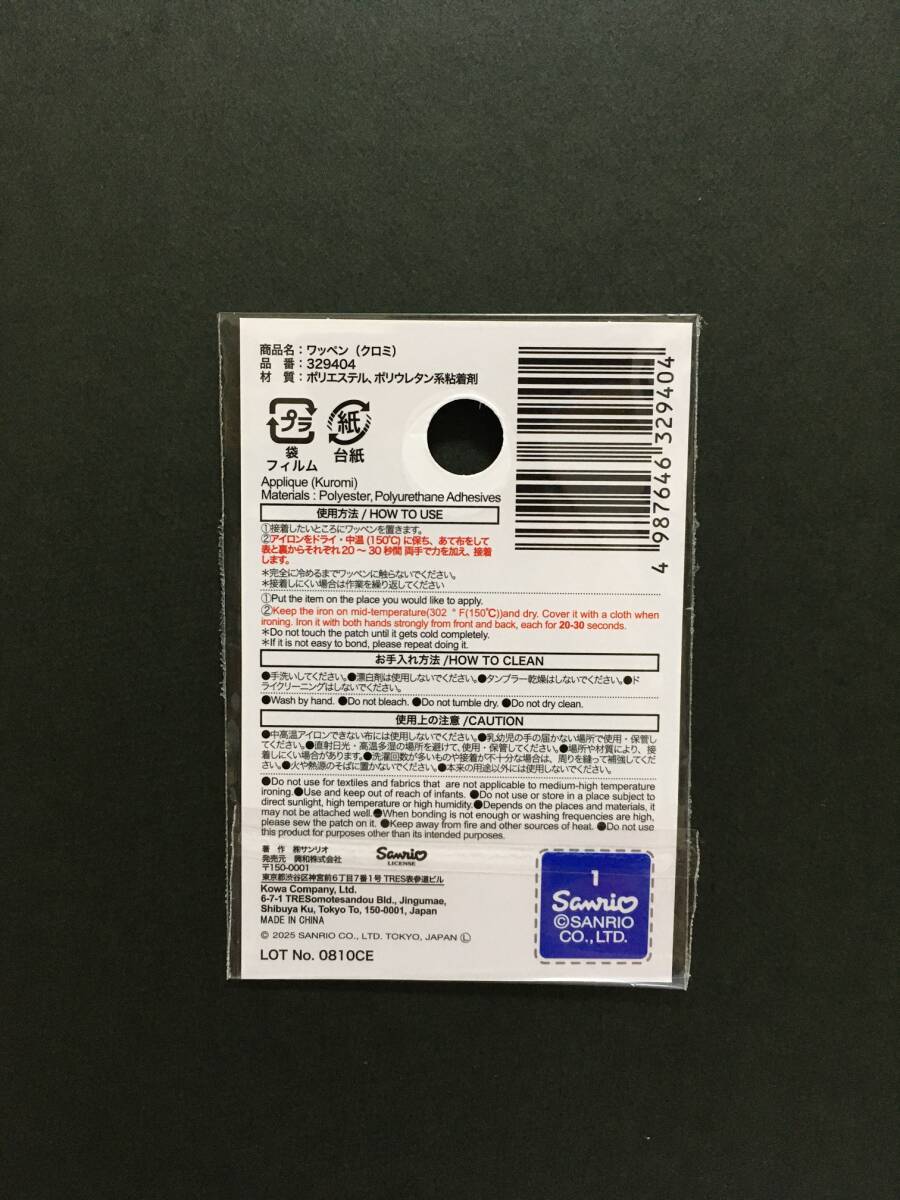 商品名：ワッペン（クロミ）
品　番：329404
材　質：ポリエステル、ポリウレタン系粘着剤
プラ
袋
フィルム
紙
台紙
4 987646 329404
Applique (Kuromi)
Materials : Polyester, Polyurethane Adhesives
使用方法 / HOW TO USE
①接着したいところにワッペンを置きます。
②アイロンをドライ・中温(150℃)に保ち、あて布をして
表と裏からそれぞれ20～30秒間 両手で力を加え、接着
します。
＊完全に冷めるまでワッペンに触らないでください。
＊接着しにくい場合は作業を繰り返してください
①Put the item on the place you would like to apply.
②Keep the iron on mid-temperature(302 °F(150℃))and dry. Cover it with a cloth when
ironing. Iron it with both hands strongly from front and back, each for 20-30 seconds.
＊Do not touch the patch until it gets cold completely.
＊If it is not easy to bond, please repeat doing it.
お手入れ方法 /HOW TO CLEAN
●手洗いしてください。●漂白剤は使用しないでください。●タンブラー乾燥はしないでください。●ド
ライクリーニングはしないでください。
●Wash by hand. ●Do not bleach. ●Do not tumble dry. ●Do not dry clean.
使用上の注意 /CAUTION
●中高温アイロンできない布には使用しないでください。●乳幼児の手の届かない場所で使用・保管し
てください。●直射日光・高温多湿の場所を避けて、使用・保管してください。●場所や材質により、接
着しにくい場合があります。●洗濯回数が多いものや接着が不十分な場合は、周りを縫って補強してくだ
さい。●火や熱源のそばに置かないでください。●本来の用途以外には使用しないでください。
●Do not use for textiles and fabrics that are not applicable to medium-high temperature
ironing.●Use and keep out of reach of infants. ●Do not use or store in a place subject to
direct sunlight, high temperature or high humidity.●Depends on the places and materials, it
may not be attached well.●When bonding is not enough or washing frequencies are high,
please sew the patch on it. ●Keep away from fire and other sources of heat. ●Do not use
this product for purposes other than its intended purposes.
著　作　㈱サンリオ
発売元　興和株式会社
〒150-0001
東京都渋谷区神宮前6丁目7番1号 TRES表参道ビル
Sanrio
LICENSE
Kowa Company, Ltd.
6-7-1 TRESomotesandou Bld., Jingumae,
Shibuya Ku, Tokyo To, 150-0001, Japan
MADE IN CHINA
© 2025 SANRIO CO., LTD. TOKYO, JAPAN Ⓛ
LOT No. 0810CE
1
Sanrio
©SANRIO
CO.,LTD.